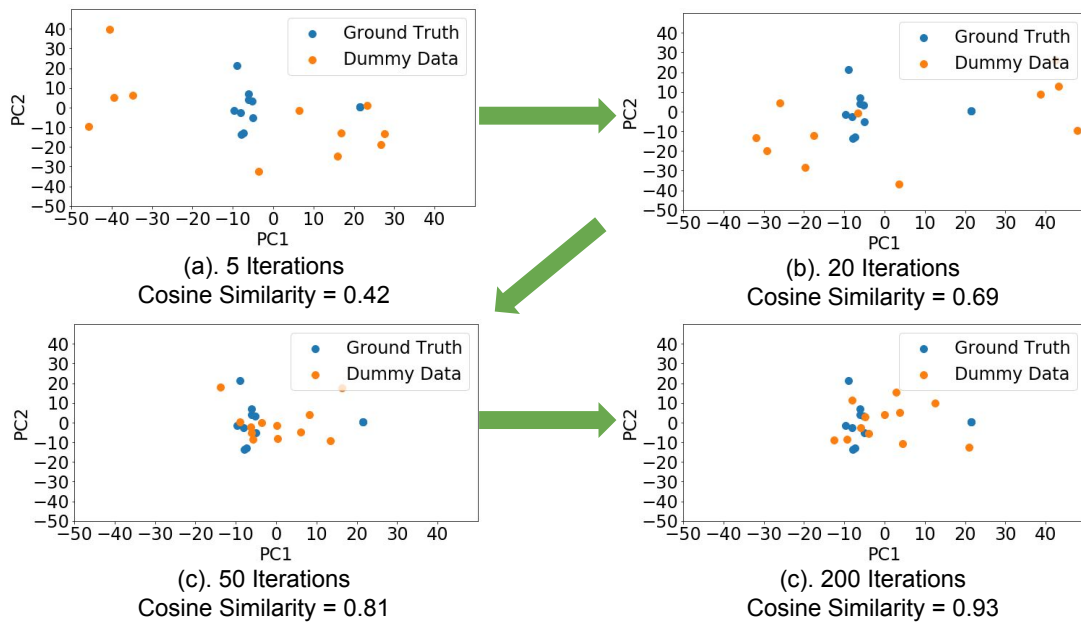 40
30
20
10
0
−10
−20
−30
−40
−50
PC2
Ground Truth
Dummy Data
−50 −40 −30 −20 −10 0 10 20 30 40
PC1
(a). 5 Iterations
Cosine Similarity = 0.42
40
30
20
10
0
−10
−20
−30
−40
−50
PC2
Ground Truth
Dummy Data
−50 −40 −30 −20 −10 0 10 20 30 40
PC1
(b). 20 Iterations
Cosine Similarity = 0.69
40
30
20
10
0
−10
−20
−30
−40
−50
PC2
Ground Truth
Dummy Data
−50 −40 −30 −20 −10 0 10 20 30 40
PC1
(c). 50 Iterations
Cosine Similarity = 0.81
40
30
20
10
0
−10
−20
−30
−40
−50
PC2
Ground Truth
Dummy Data
−50 −40 −30 −20 −10 0 10 20 30 40
PC1
(c). 200 Iterations
Cosine Similarity = 0.93